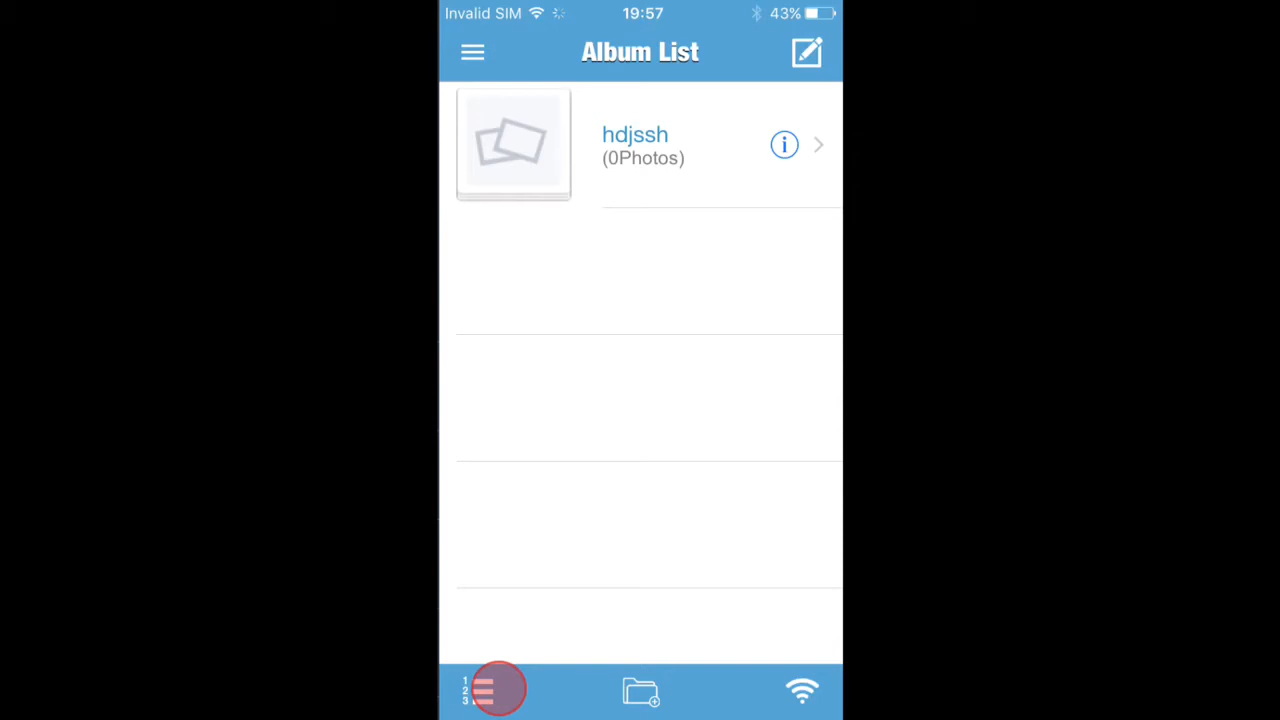 Invalid SIM 19:57 43%
Album List
hdjssh
(0Photos)
i
1
2
3